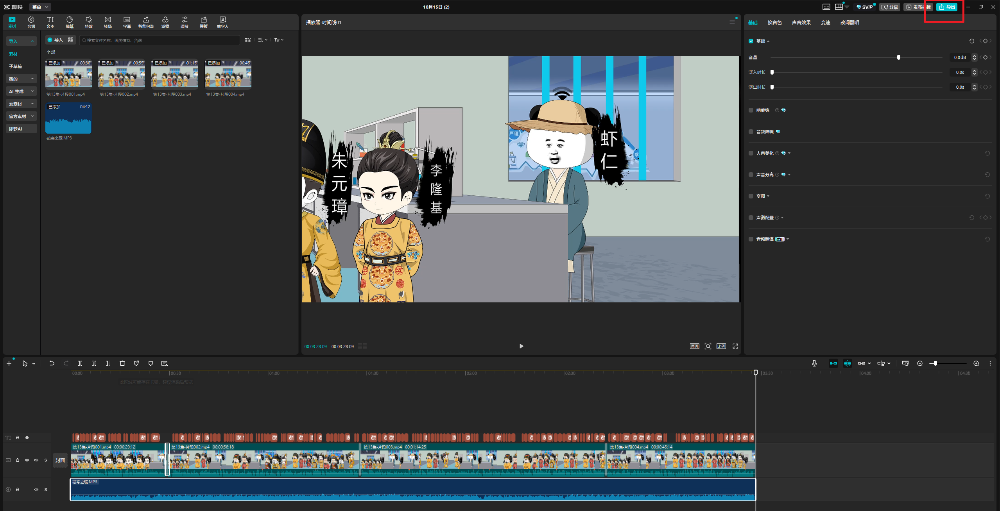 剪映
菜单
10月15日 (2)
SVIP
分享
发布模板
导出
素材
音频
文本
贴纸
特效
转场
字幕
智能包装
滤镜
调节
模板
数字人
导入
素材
子草稿
我的
AI 生成
云素材
官方素材
即梦AI
导入
搜索文件名称、画面情节、台词
全部
已添加 00:30
已添加 00:59
已添加 01:15
已添加 00:46
第13集-片段001.mp4
第13集-片段002.mp4
第13集-片段003.mp4
第13集-片段004.mp4
已添加 04:12
破寒之暖.MP3
播放器-时间线01
朱元璋
李隆基
虾仁
00:03:28:09 00:03:28:09
原画
比例
基础
换音色
声音效果
变速
改词翻唱
基础
音量 0.0dB
淡入时长 0.0s
淡出时长 0.0s
响度统一
音频降噪
人声美化
声音分离
变调
声道配置
音频翻译 试用
00:00
00:30
01:00
01:30
02:00
02:30
03:00
03:30
04:00
04:30
此区域可能存在卡顿，建议渲染后预览
TI
第13集-片段001.mp4 00:00:29:12
第13集-片段002.mp4 00:00:58:18
第13集-片段003.mp4 00:01:14:25
第13集-片段004.mp4 00:00:45:14
S
封面
破寒之暖.MP3
S